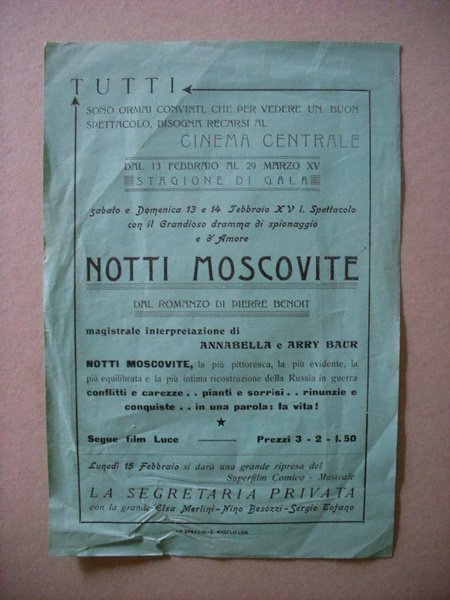 TUTTI
SONO ORMAI CONVINTI, CHE PER VEDERE UN BUON
SPETTACOLO, BISOGNA RECARSI AL
CINEMA CENTRALE
DAL 13 FEBBRAIO AL 29 MARZO XV
STAGIONE DI GALA
Sabato e Domenica 13 e 14 Febbraio XV I. Spettacolo
con il Grandioso dramma di spionaggio
e d'Amore
NOTTI MOSCOVITE
DAL ROMANZO DI PIERRE BENOIT
magistrale interpretazione di
ANNABELLA e ARRY BAUR
NOTTI MOSCOVITE, la più pittoresca, la più evidente, la
più equilibrata e la più intima ricostruzione della Russia in guerra
conflitti e carezze . . pianti e sorrisi . . rinunzie e
conquiste . . in una parola: la vita!
Segue film Luce Prezzi 3 - 2 - 1.50
Lunedì 15 Febbraio si darà una grande ripresa del
Superfilm Comico - Musicale
LA SEGRETARIA PRIVATA
con la grande Elsa Merlini - Nino Besozzi - Sergio Tofano
S. ANGELO LOD.